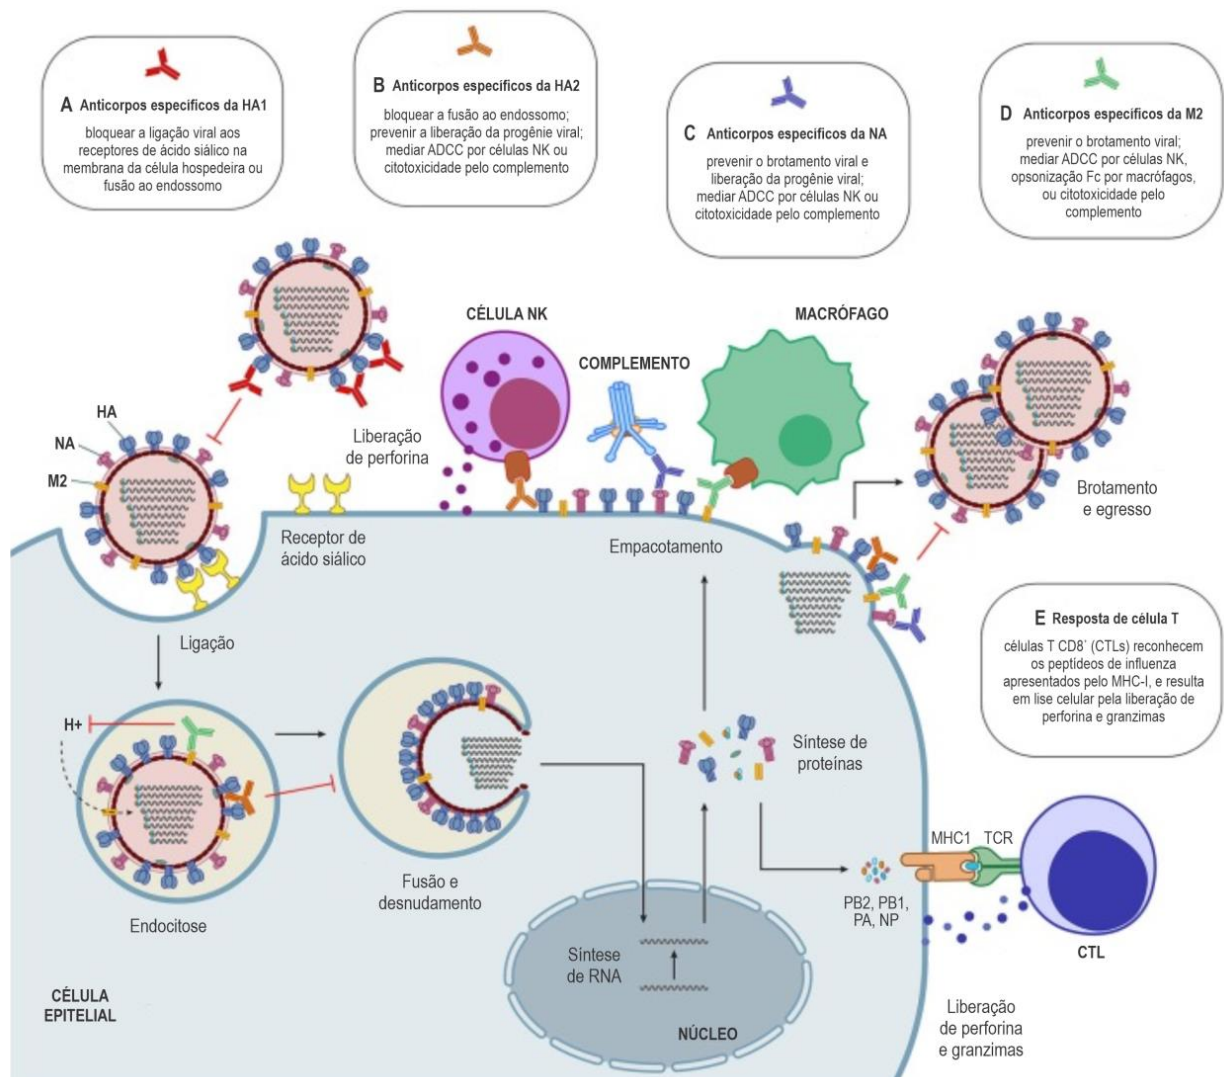 A Anticorpos específicos da HA1
bloquear a ligação viral aos
receptores de ácido siálico na
membrana da célula hospedeira ou
fusão ao endossomo
B Anticorpos específicos da HA2
bloquear a fusão ao endossomo;
prevenir a liberação da progênie viral;
mediar ADCC por células NK ou
citotoxicidade pelo complemento
C Anticorpos específicos da NA
prevenir o brotamento viral e
liberação da progênie viral;
mediar ADCC por células NK ou
citotoxicidade pelo complemento
D Anticorpos específicos da M2
prevenir o brotamento viral;
mediar ADCC por células NK,
opsonização Fc por macrófagos,
ou citotoxicidade pelo
complemento
CÉLULA NK
COMPLEMENTO
MACRÓFAGO
HA
NA
M2
Liberação
de perforina
Receptor de
ácido siálico
Empacotamento
Brotamento
e egresso
Ligação
E Resposta de célula T
células T CD8⁺ (CTLs) reconhecem
os peptídeos de influenza
apresentados pelo MHC-I, e resulta
em lise celular pela liberação de
perforina e granzimas
H+
Síntese de
proteínas
Endocitose
Fusão e
desnudamento
MHC1 TCR
PB2, PB1,
PA, NP
CTL
Síntese
de RNA
NÚCLEO
CÉLULA
EPITELIAL
Liberação
de perforina
e granzimas